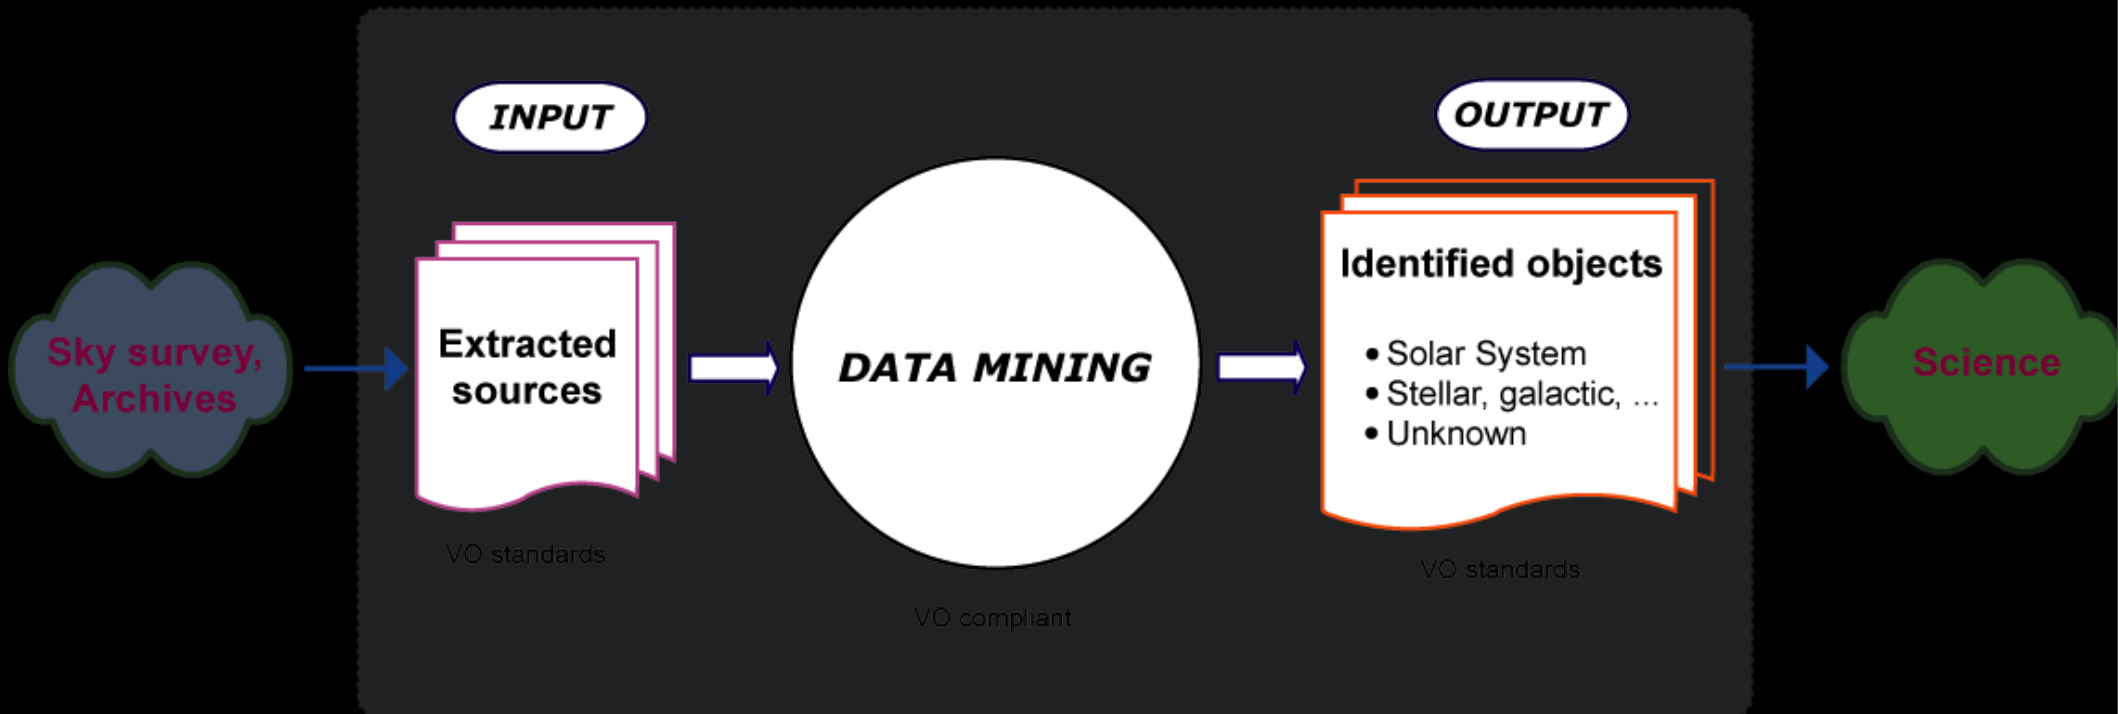 INPUT
OUTPUT
Sky survey,
Archives
Extracted
sources
VO standards
DATA MINING
VO compliant
Identified objects
• Solar System
• Stellar, galactic, ...
• Unknown
VO standards
Science